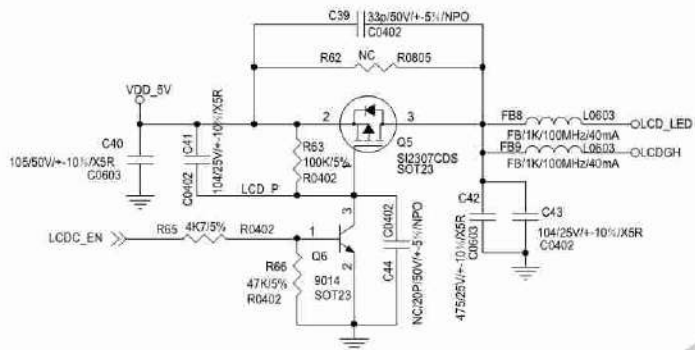 C39
33p/50V/+-5%/NPO
C0402
R62
NC
R0805
VDD_5V
2
3
Q5
SI2307CDS
SOT23
FB8
L0603
LCD_LED
FB/1K/100MHz/40mA
FB9
L0603
LCDGH
FB/1K/100MHz/40mA
C40
105/50V/+-10%/X5R
C0603
C41
104/25V/+-10%/X5R
C0402
R63
100K/5%
R0402
LCD_P
LCDC_EN
R65
4K7/5%
R0402
1
3
2
Q6
9014
SOT23
R66
47K/5%
R0402
C0402
C44
NC/20P/50V/+-5%/NPO
C42
475/25V/+-10%/X5R
C0603
C43
104/25V/+-10%/X5R
C0402